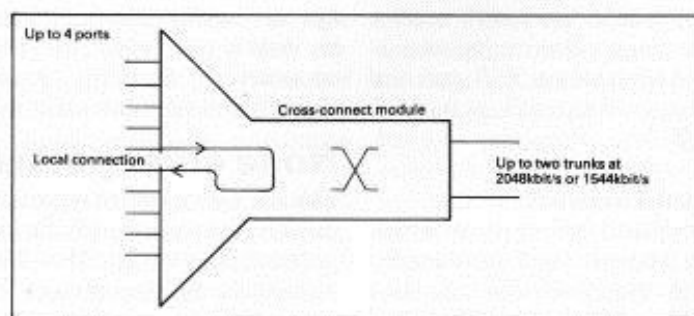 Up to 4 ports
Cross-connect module
Local connection
Up to two trunks at
2048kbit/s or 1544kbit/s